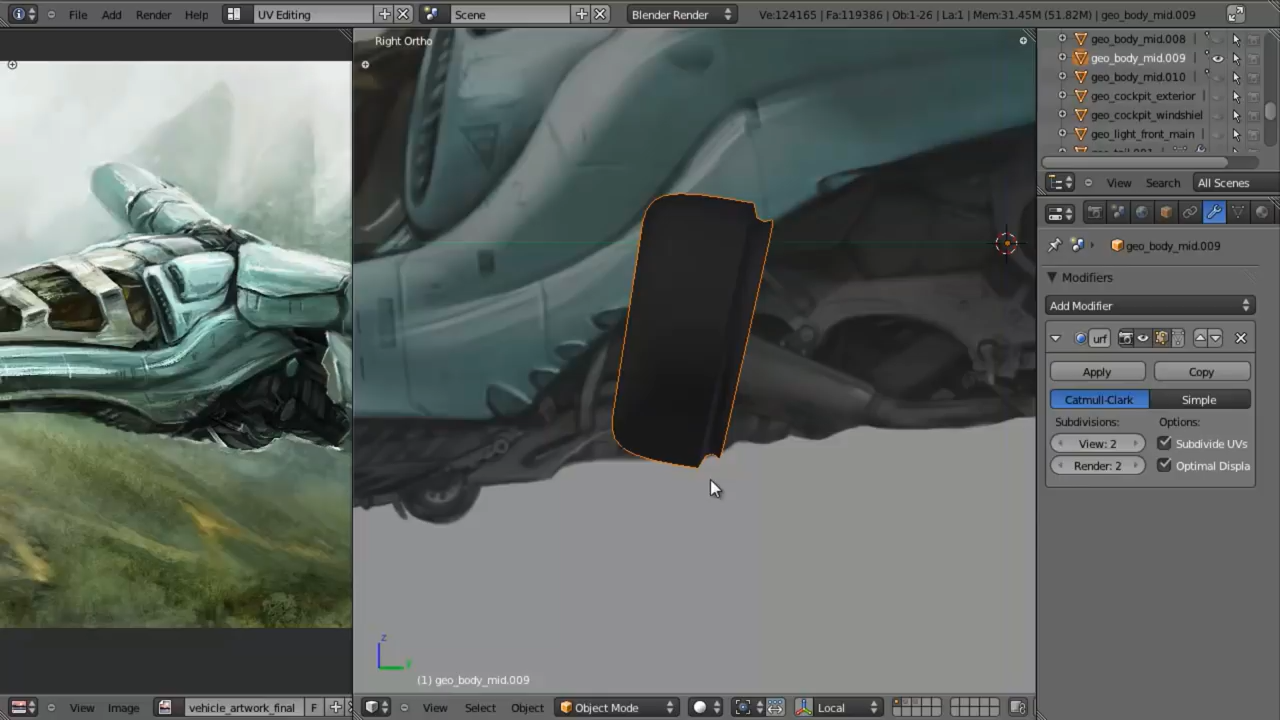 File Add Render Help UV Editing Scene Blender Render Ve:124165 | Fa:119386 | Ob:1-26 | La:1 | Mem:31.45M (51.82M) | geo_body_mid.009
Right Ortho
geo_body_mid.008
geo_body_mid.009
geo_body_mid.010
geo_cockpit_exterior
geo_cockpit_windshiel
geo_light_front_main
View Search All Scenes
geo_body_mid.009
Modifiers
Add Modifier
urf
Apply Copy
Catmull-Clark Simple
Subdivisions: Options:
View: 2 Subdivide UVs
Render: 2 Optimal Displa
z
(1) geo_body_mid.009
View Image vehicle_artwork_final F View Select Object Object Mode Local